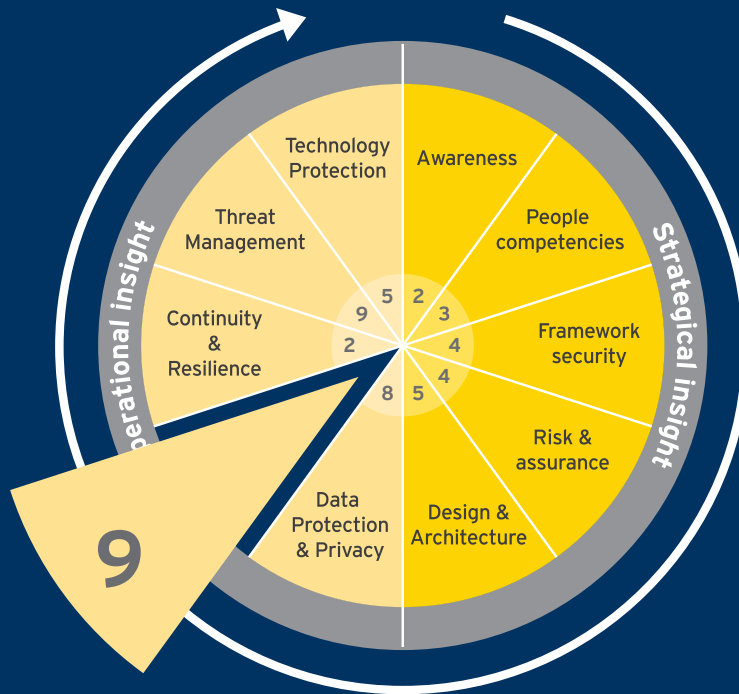 Technology
Protection
Awareness
Threat
Management
People
competencies
Continuity
&
Resilience
Framework
security
Risk &
assurance
Data
Protection
& Privacy
Design &
Architecture
5
2
9
3
2
4
4
8
5
9
perational insight
Strategical insight